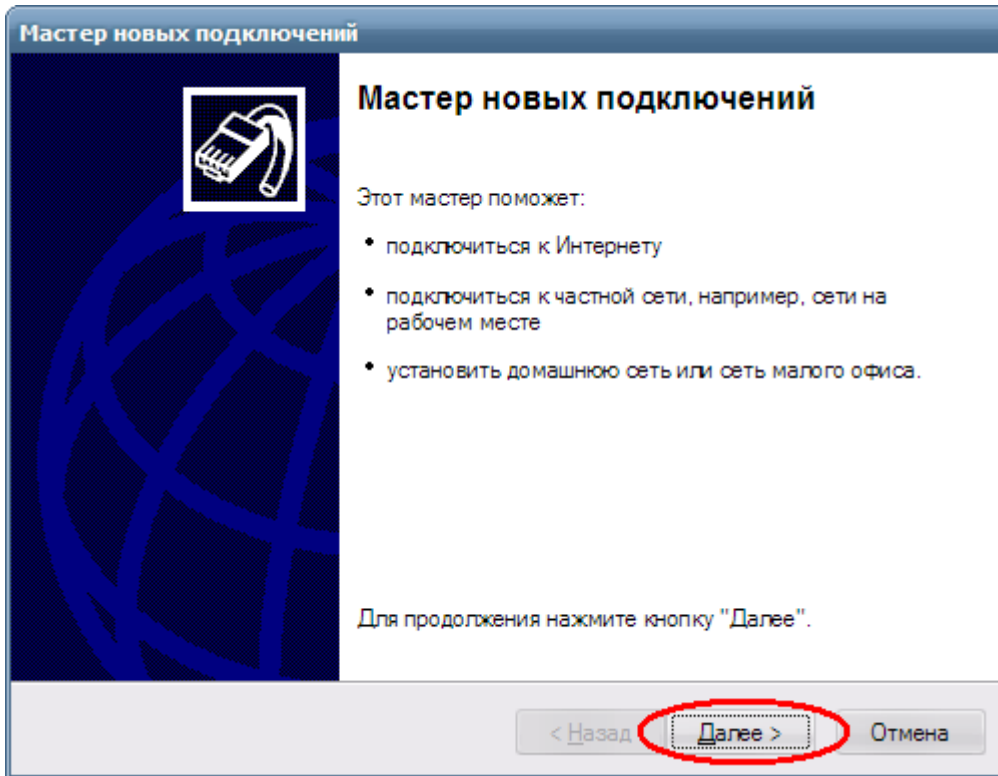 Мастер новых подключений
Мастер новых подключений
Этот мастер поможет:
• подключиться к Интернету
• подключиться к частной сети, например, сети на
рабочем месте
• установить домашнюю сеть или сеть малого офиса.
Для продолжения нажмите кнопку "Далее".
< Назад Далее > Отмена